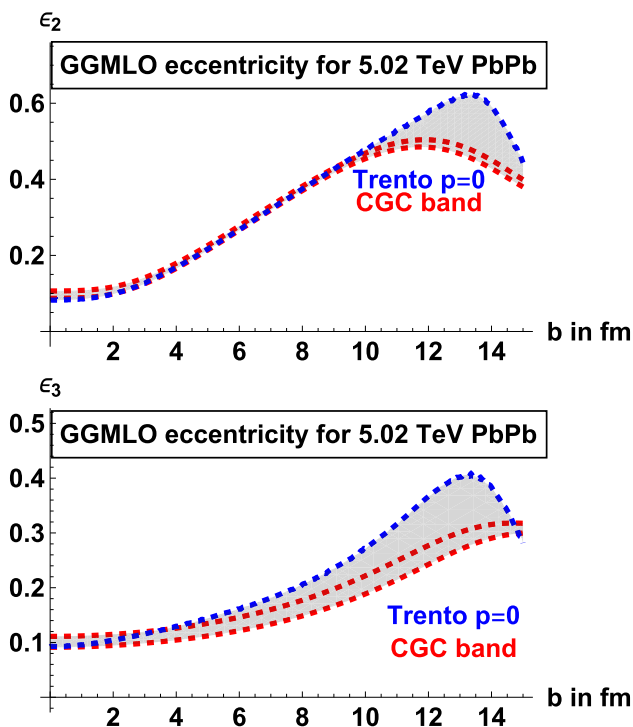 ϵ2
GGMLO eccentricity for 5.02 TeV PbPb
0.6
Trento p=0
0.4
CGC band
0.2
2 4 6 8 10 12 14
b in fm
ϵ3
0.5
GGMLO eccentricity for 5.02 TeV PbPb
0.4
0.3
0.2
Trento p=0
0.1
CGC band
2 4 6 8 10 12 14
b in fm